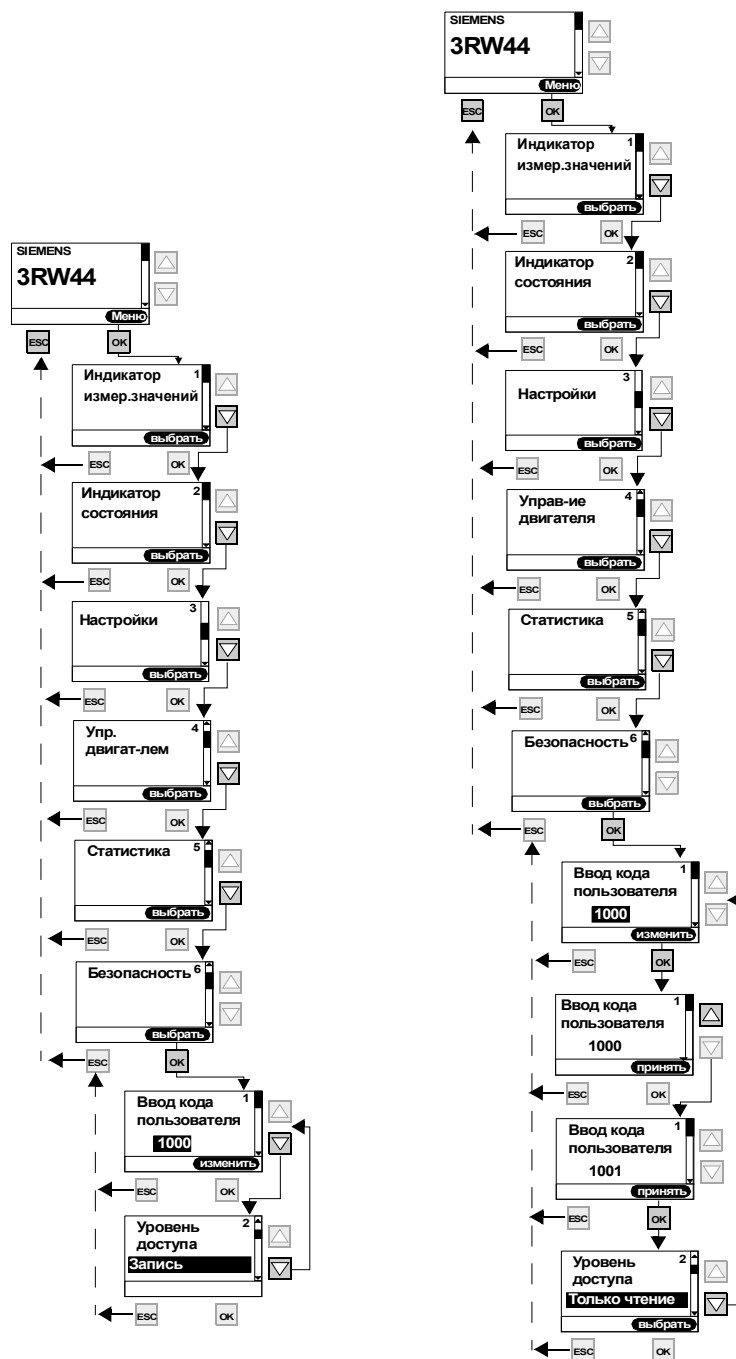 SIEMENS
3RW44
Меню
ESC
OK
Индикатор 1
измер.значений
выбрать
ESC
OK
Индикатор 2
состояния
выбрать
ESC
OK
3
Настройки
выбрать
ESC
OK
Упр. 4
двигат-лем
выбрать
ESC
OK
Статистика 5
выбрать
ESC
OK
Безопасность 6
выбрать
ESC
OK
1
Ввод кода
пользователя
1000
изменить
ESC
OK
Уровень 2
доступа
Запись
ESC
OK
SIEMENS
3RW44
Меню
ESC
OK
Индикатор 1
измер.значений
выбрать
ESC
OK
Индикатор 2
состояния
выбрать
ESC
OK
3
Настройки
выбрать
ESC
OK
Управ-ие 4
двигателя
выбрать
ESC
OK
Статистика 5
выбрать
ESC
OK
Безопасность 6
выбрать
ESC
OK
1
Ввод кода
пользователя
1000
изменить
ESC
OK
1
Ввод кода
пользователя
1000
принять
ESC
OK
1
Ввод кода
пользователя
1001
принять
ESC
OK
Уровень 2
доступа
Только чтение
выбрать
ESC
OK